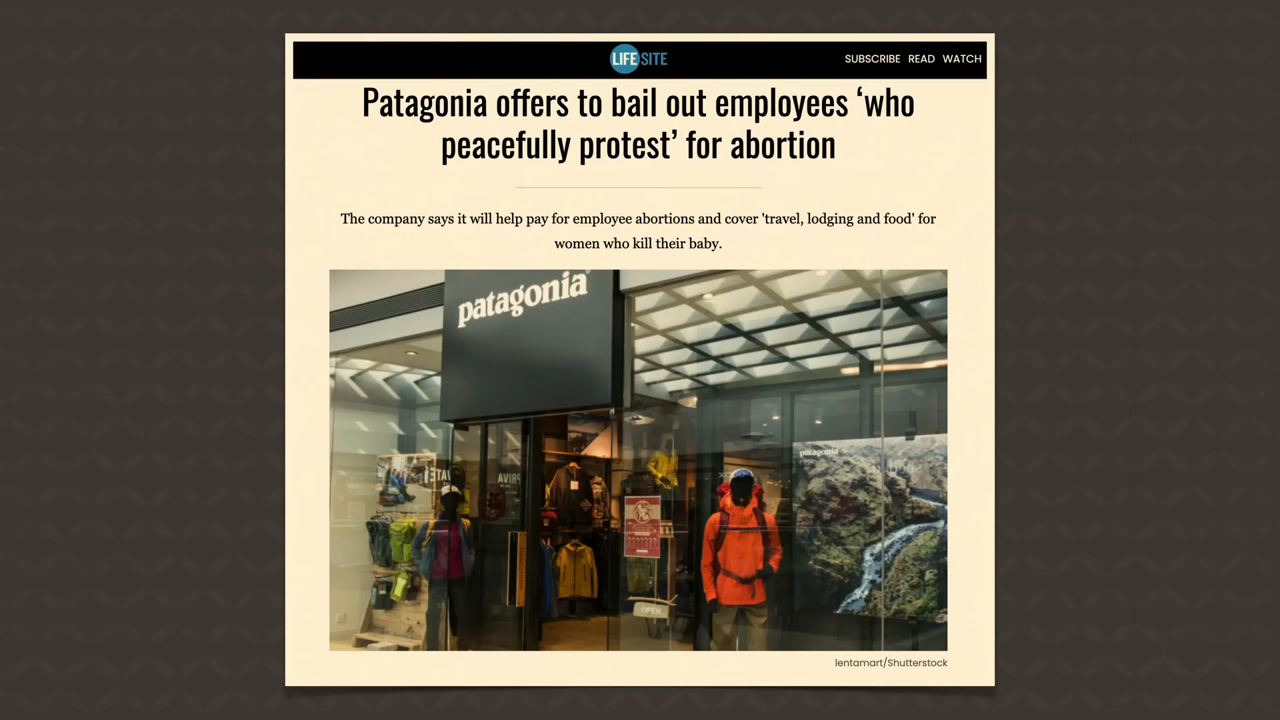 LIFE SITE
SUBSCRIBE READ WATCH
Patagonia offers to bail out employees ‘who
peacefully protest’ for abortion
The company says it will help pay for employee abortions and cover 'travel, lodging and food' for
women who kill their baby.
patagonia
patagonia
OPEN
lentamart/Shutterstock